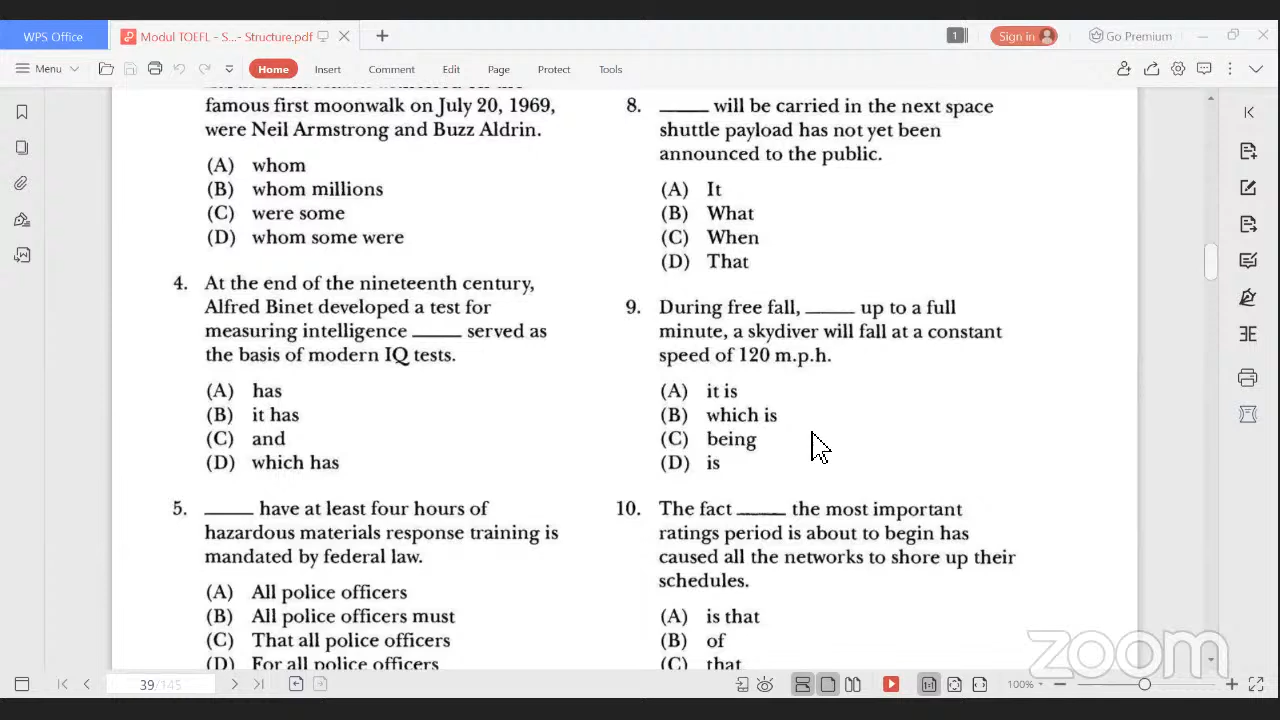 WPS Office
Modul TOEFL - S...- Structure.pdf
1
Sign in
Go Premium
Menu
Home
Insert
Comment
Edit
Page
Protect
Tools
famous first moonwalk on July 20, 1969,
were Neil Armstrong and Buzz Aldrin.
(A) whom
(B) whom millions
(C) were some
(D) whom some were
4. At the end of the nineteenth century,
Alfred Binet developed a test for
measuring intelligence _____ served as
the basis of modern IQ tests.
(A) has
(B) it has
(C) and
(D) which has
5. _____ have at least four hours of
hazardous materials response training is
mandated by federal law.
(A) All police officers
(B) All police officers must
(C) That all police officers
(D) For all police officers
8. _____ will be carried in the next space
shuttle payload has not yet been
announced to the public.
(A) It
(B) What
(C) When
(D) That
9. During free fall, _____ up to a full
minute, a skydiver will fall at a constant
speed of 120 m.p.h.
(A) it is
(B) which is
(C) being
(D) is
10. The fact _____ the most important
ratings period is about to begin has
caused all the networks to shore up their
schedules.
(A) is that
(B) of
(C) that
zoom
39/145
100%